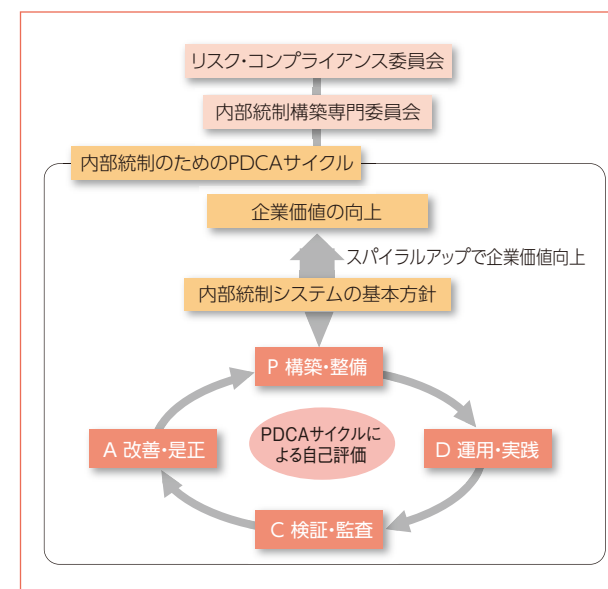 リスク・コンプライアンス委員会
内部統制構築専門委員会
内部統制のためのPDCAサイクル
企業価値の向上
スパイラルアップで企業価値向上
内部統制システムの基本方針
P 構築・整備
A 改善・是正
PDCAサイクルに
よる自己評価
D 運用・実践
C 検証・監査